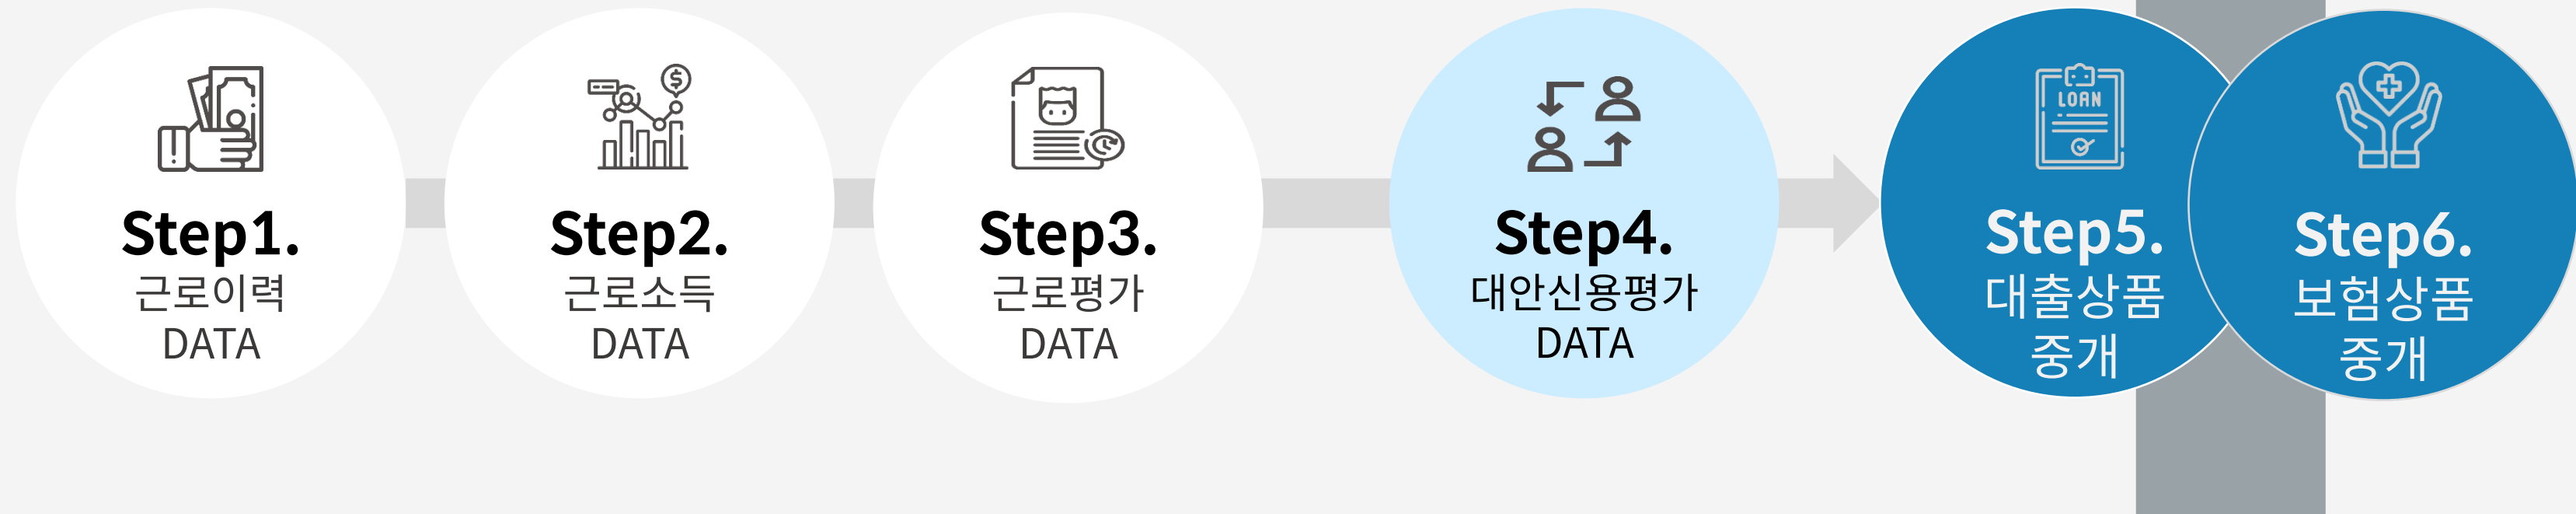 Step1.
근로이력
DATA
Step2.
근로소득
DATA
Step3.
근로평가
DATA
Step4.
대안신용평가
DATA
LOAN
Step5.
대출상품
중개
Step6.
보험상품
중개